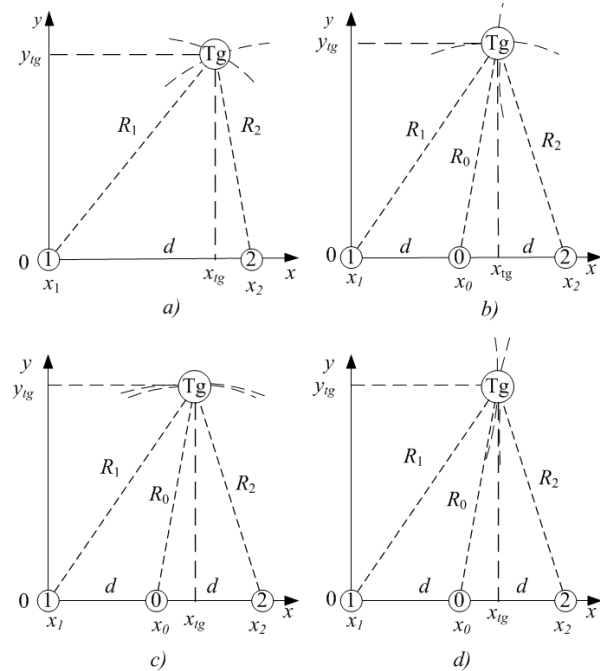 y
y_tg
Tg
R_1
R_2
0
1
d
2
x
x_1
x_tg
x_2
a)
y
y_tg
Tg
R_1
R_2
R_0
0
1
d
0
d
2
x
x_1
x_0
x_tg
x_2
b)
y
y_tg
Tg
R_1
R_0
R_2
0
1
d
0
d
2
x
x_1
x_0
x_tg
x_2
c)
y
y_tg
Tg
R_1
R_0
R_2
0
1
d
0
d
2
x
x_1
x_0
x_tg
x_2
d)